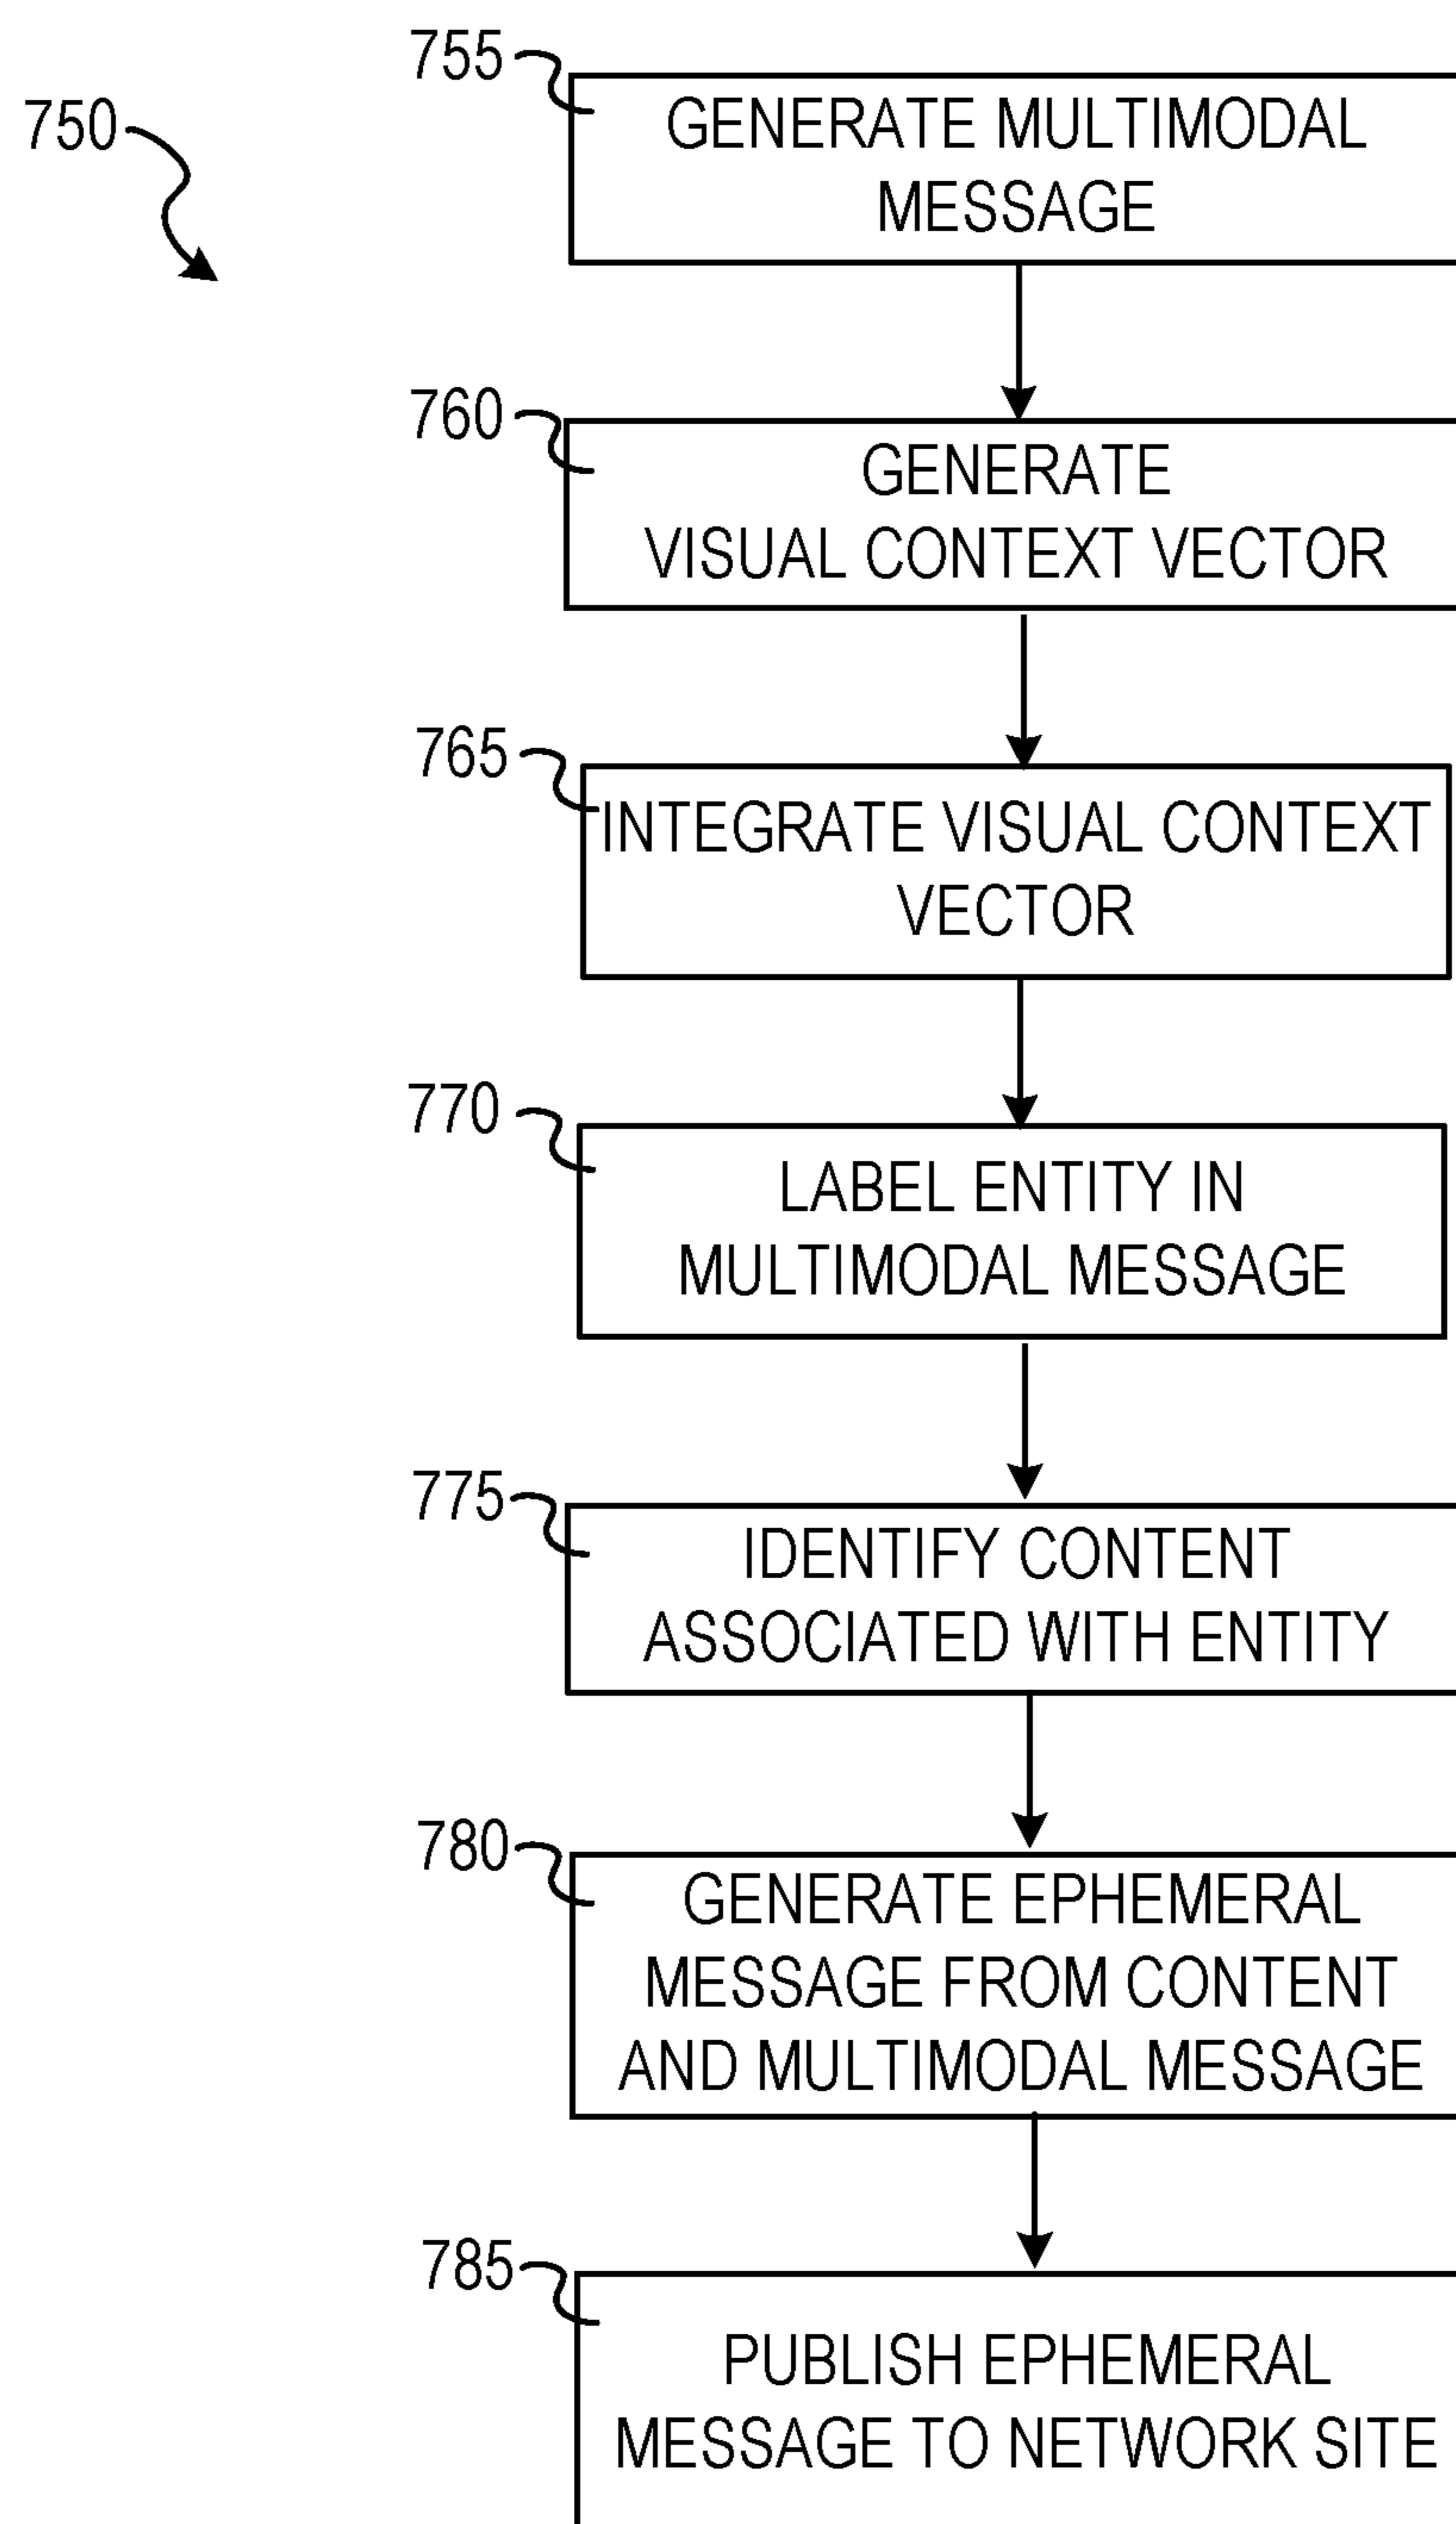 750
755
GENERATE MULTIMODAL
MESSAGE
760
GENERATE
VISUAL CONTEXT VECTOR
765
INTEGRATE VISUAL CONTEXT
VECTOR
770
LABEL ENTITY IN
MULTIMODAL MESSAGE
775
IDENTIFY CONTENT
ASSOCIATED WITH ENTITY
780
GENERATE EPHEMERAL
MESSAGE FROM CONTENT
AND MULTIMODAL MESSAGE
785
PUBLISH EPHEMERAL
MESSAGE TO NETWORK SITE